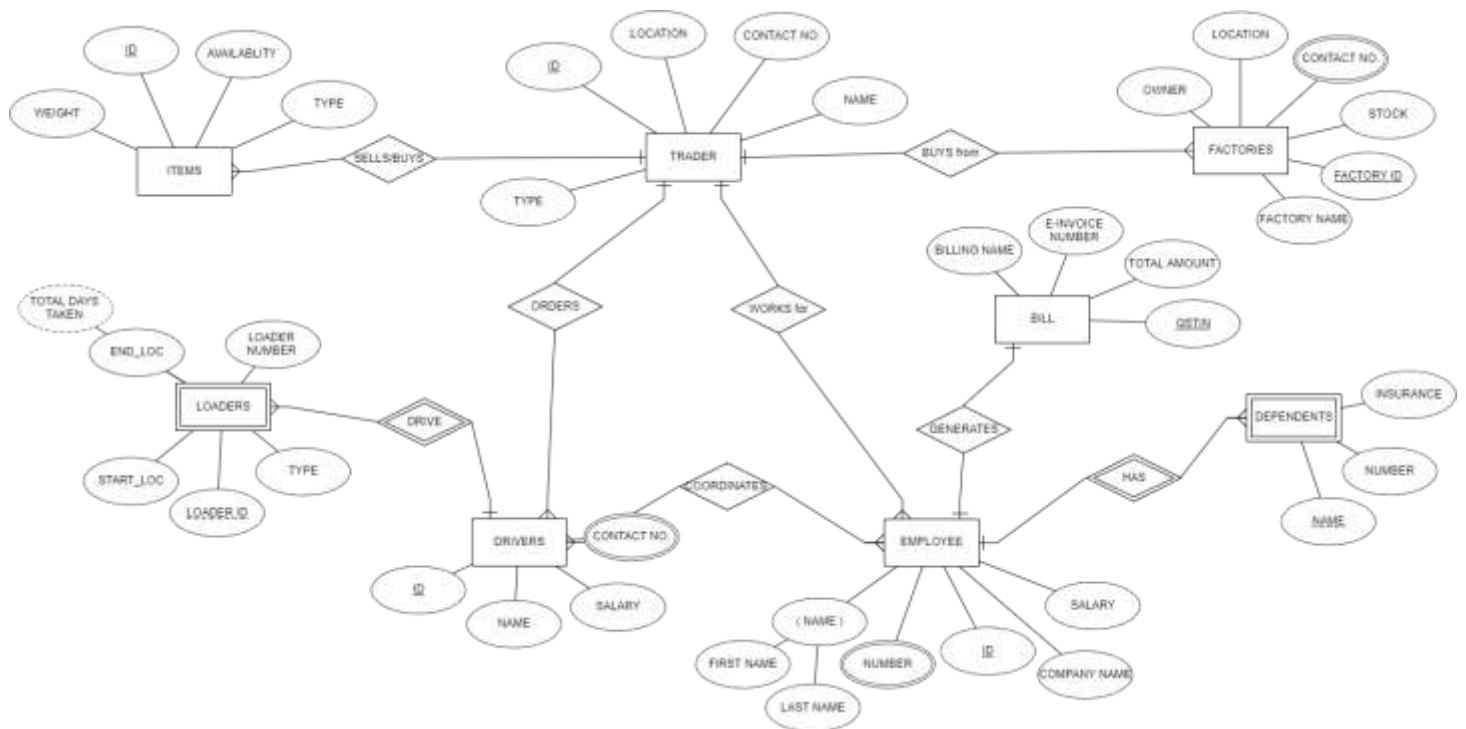 LOCATION
CONTACT NO.
ID
AVAILABLITY
WEIGHT
TYPE
ITEMS
SELLS/BUYS
ID
LOCATION
CONTACT NO.
NAME
TRADER
TYPE
BUYS from
OWNER
STOCK
FACTORIES
FACTORY ID
FACTORY NAME
E-INVOICE
NUMBER
BILLING NAME
TOTAL AMOUNT
BILL
GSTIN
ORDERS
WORKS for
TOTAL DAYS
TAKEN
END_LOC
LOADER
NUMBER
LOADERS
START_LOC
TYPE
LOADER ID
DRIVE
GENERATES
DEPENDENTS
INSURANCE
NUMBER
NAME
HAS
COORDINATES
DRIVERS
CONTACT NO.
ID
NAME
SALARY
EMPLOYEE
( NAME )
FIRST NAME
LAST NAME
NUMBER
ID
SALARY
COMPANY NAME